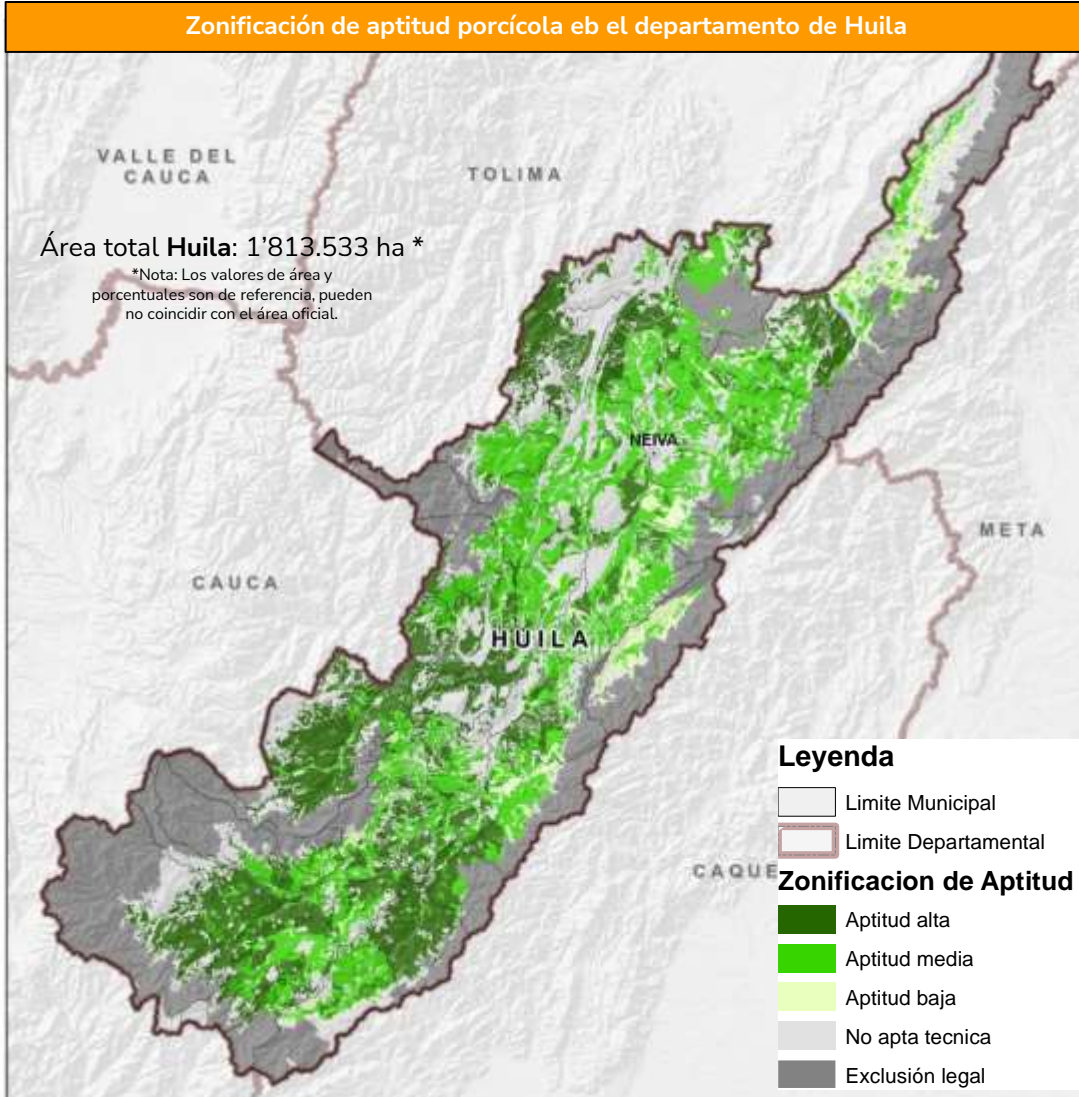 Zonificación de aptitud porcícola eb el departamento de Huila
VALLE DEL
CAUCA
TOLIMA
Área total Huila: 1'813.533 ha *
*Nota: Los valores de área y
porcentuales son de referencia, pueden
no coincidir con el área oficial.
NEIVA
META
CAUCA
HUILA
CAQUE
Leyenda
Limite Municipal
Limite Departamental
Zonificacion de Aptitud
Aptitud alta
Aptitud media
Aptitud baja
No apta tecnica
Exclusión legal